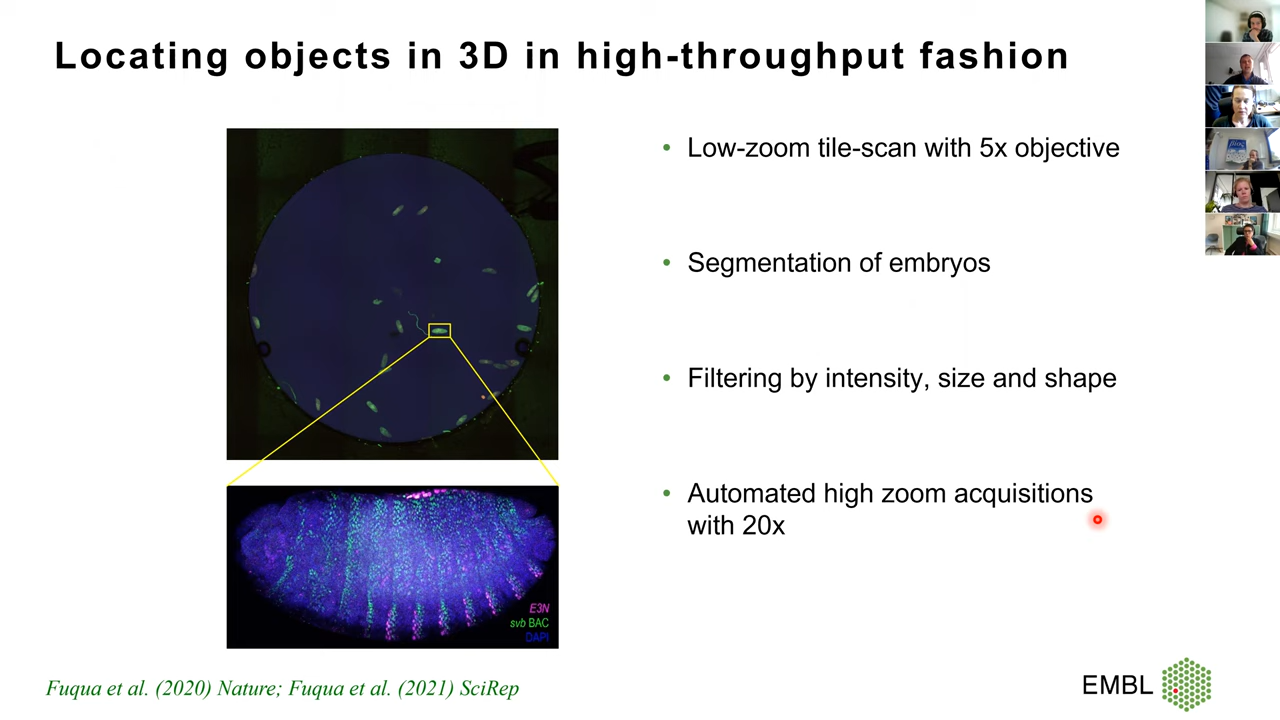 Locating objects in 3D in high-throughput fashion
• Low-zoom tile-scan with 5x objective
• Segmentation of embryos
• Filtering by intensity, size and shape
• Automated high zoom acquisitions
with 20x
E3N
svb BAC
DAPI
Fuqua et al. (2020) Nature; Fuqua et al. (2021) SciRep
EMBL